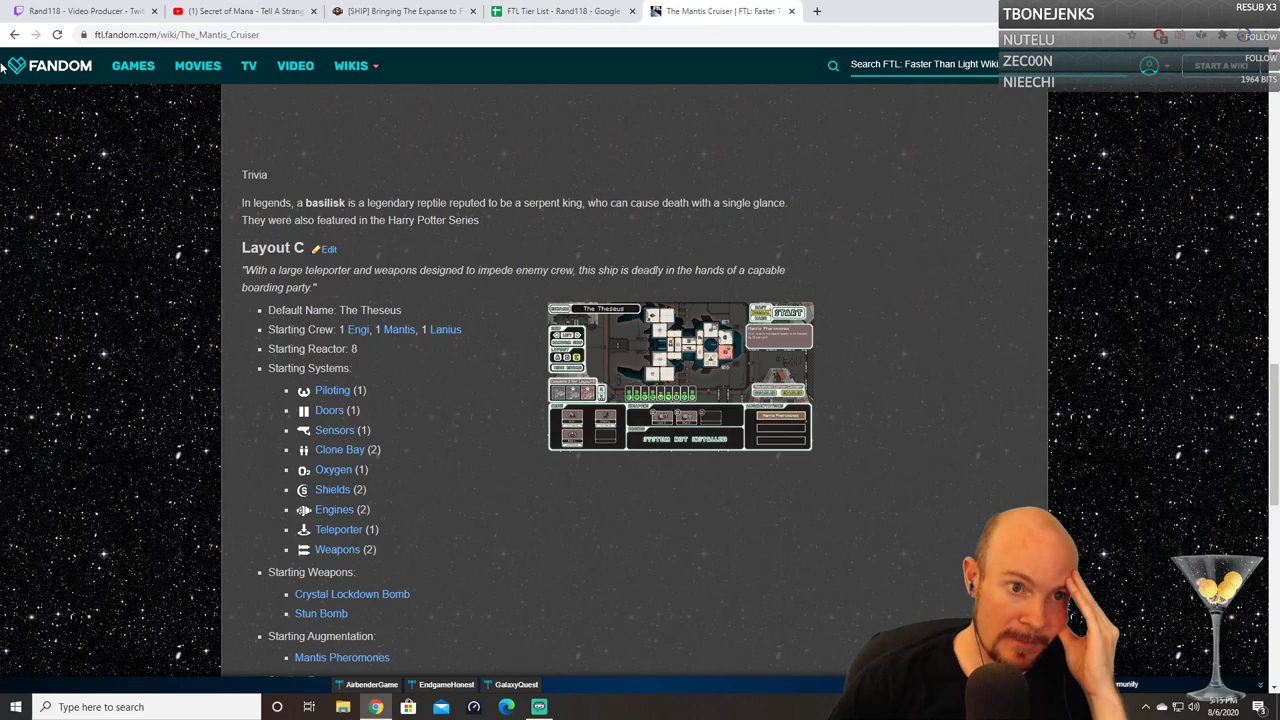 Rand118 - Video Producer - Twit
(1) Secret of Mana - Tell A Strang
[SHIP] Bringing The Expanse to F
FTL Tier List - Rand118 - Google
The Mantis Cruiser | FTL: Faster T
TBONEJENKS
RESUB X3
ftl.fandom.com/wiki/The_Mantis_Cruiser
NUTELU
FOLLOW
FANDOM
GAMES
MOVIES
TV
VIDEO
WIKIS
Search FTL: Faster Than Light Wiki
ZEC00N
FOLLOW
START A WIKI
NIEECHI
1964 BITS
Trivia
In legends, a basilisk is a legendary reptile reputed to be a serpent king, who can cause death with a single glance.
They were also featured in the Harry Potter Series
Layout C
Edit
"With a large teleporter and weapons designed to impede enemy crew, this ship is deadly in the hands of a capable
boarding party."
Default Name: The Theseus
Starting Crew: 1 Engi, 1 Mantis, 1 Lanius
Starting Reactor: 8
Starting Systems:
Piloting (1)
Doors (1)
Sensors (1)
Clone Bay (2)
Oxygen (1)
Shields (2)
Engines (2)
Teleporter (1)
Weapons (2)
The Theseus
START
Mantis Pheromones
SYSTEM NOT INSTALLED
Starting Weapons:
Crystal Lockdown Bomb
Stun Bomb
Starting Augmentation:
Mantis Pheromones
AirbenderGame
EndgameHonest
GalaxyQuest
Type here to search
5:15 PM
8/6/2020